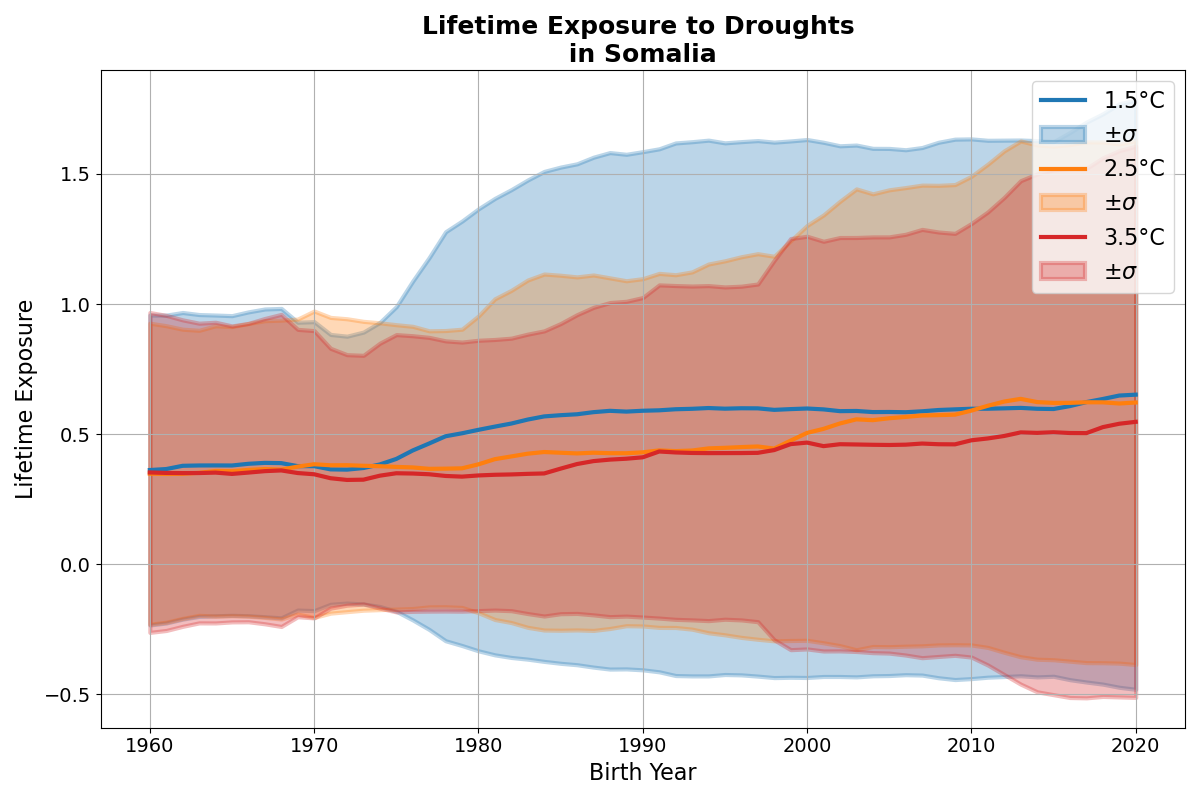 Lifetime Exposure to Droughts
in Somalia
1.5°C
±σ
2.5°C
±σ
3.5°C
±σ
Lifetime Exposure
1.5
1.0
0.5
0.0
−0.5
1960 1970 1980 1990 2000 2010 2020
Birth Year